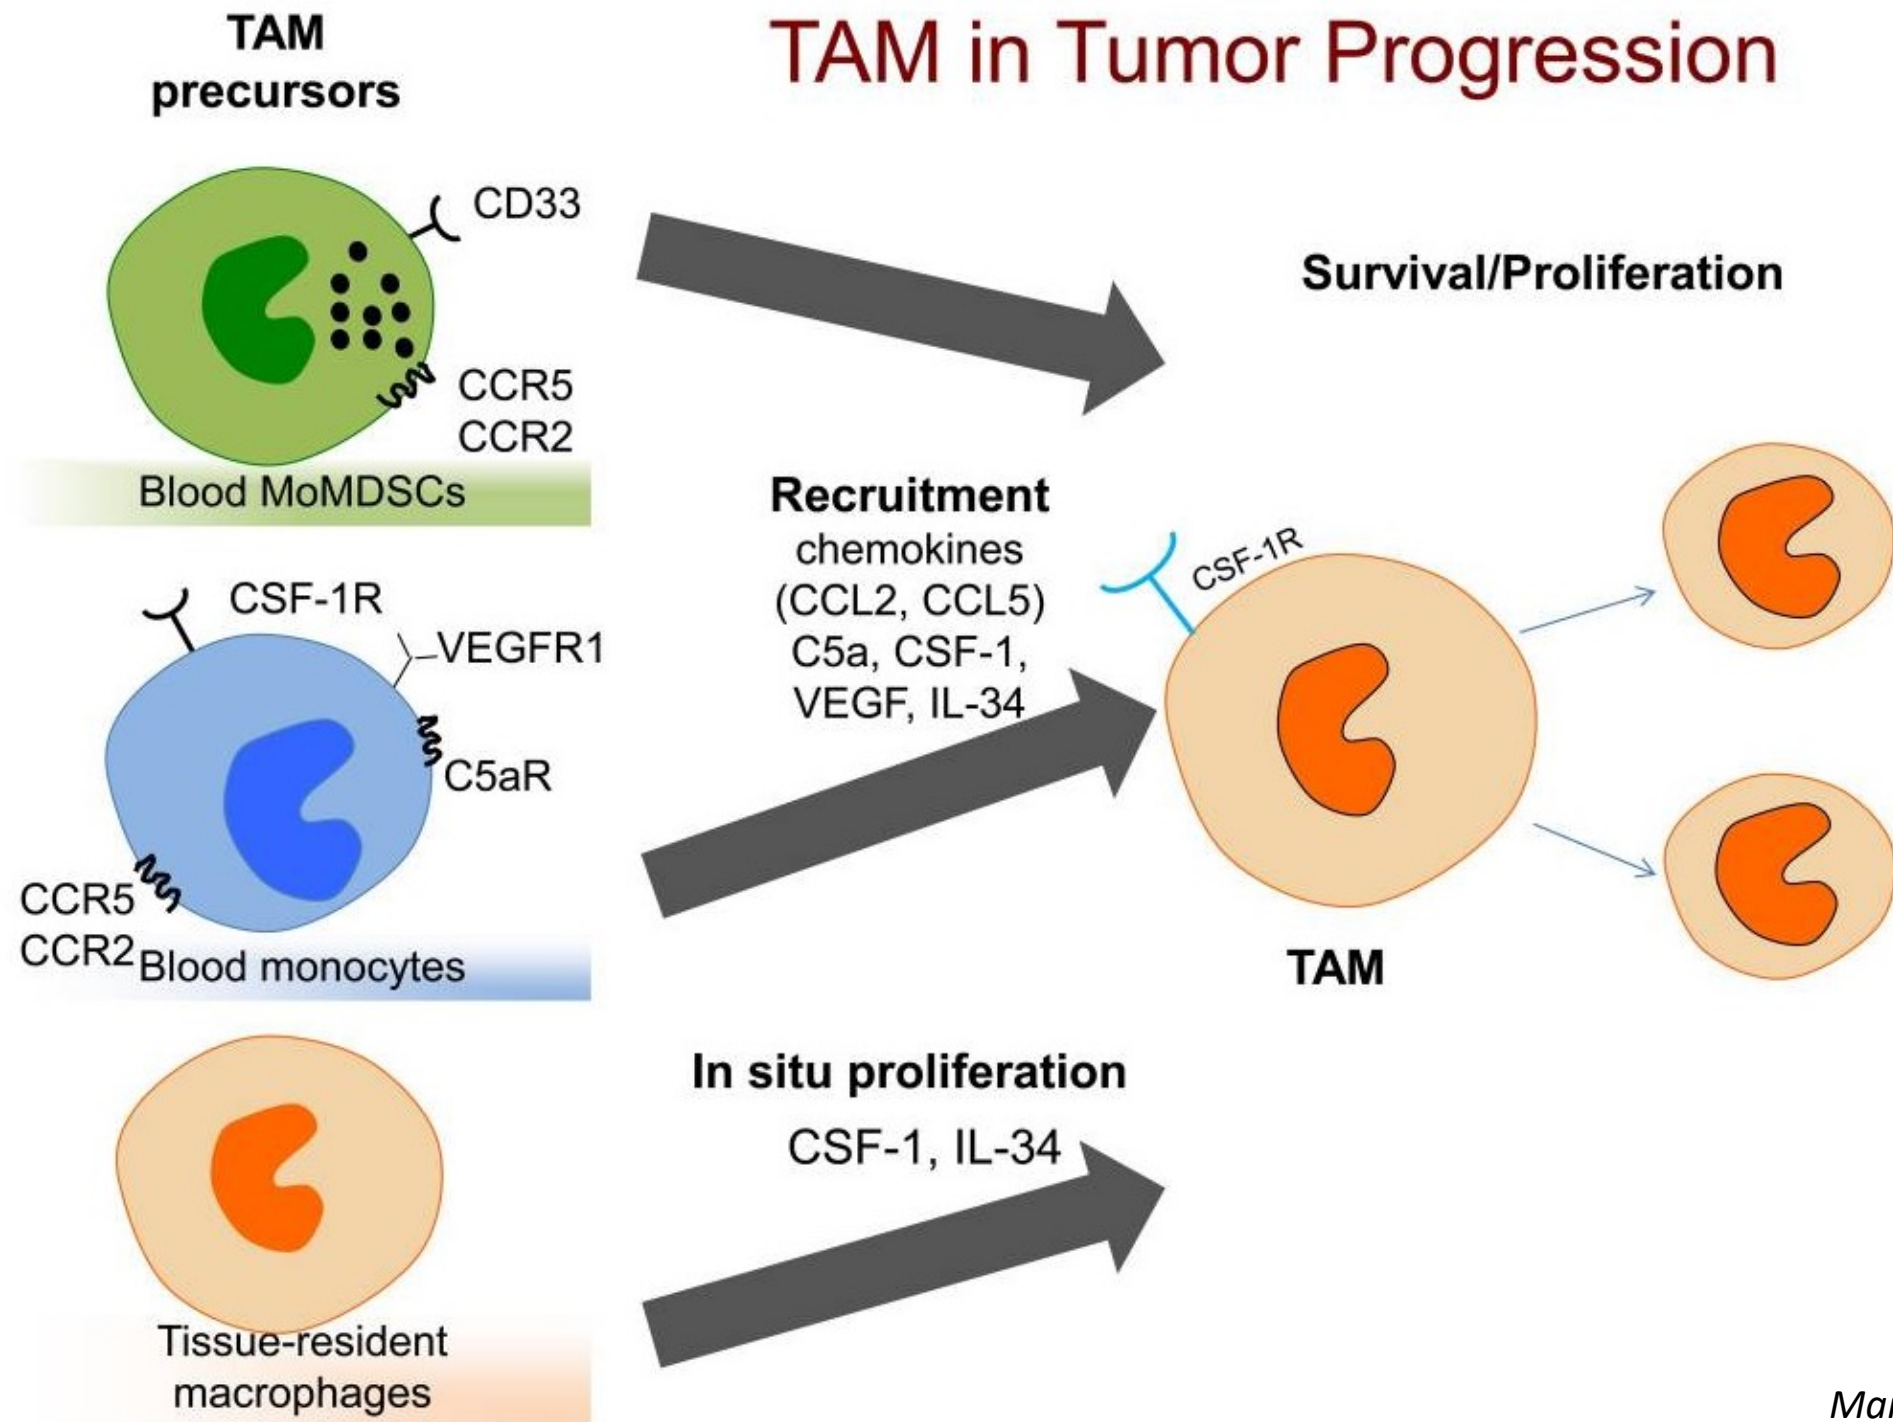 TAM
precursors
TAM in Tumor Progression
CD33
CCR5
CCR2
Blood MoMDSCs
Survival/Proliferation
Recruitment
chemokines
(CCL2, CCL5)
C5a, CSF-1,
VEGF, IL-34
CSF-1R
CSF-1R
VEGFR1
C5aR
CCR5
CCR2
Blood monocytes
TAM
In situ proliferation
CSF-1, IL-34
Tissue-resident
macrophages